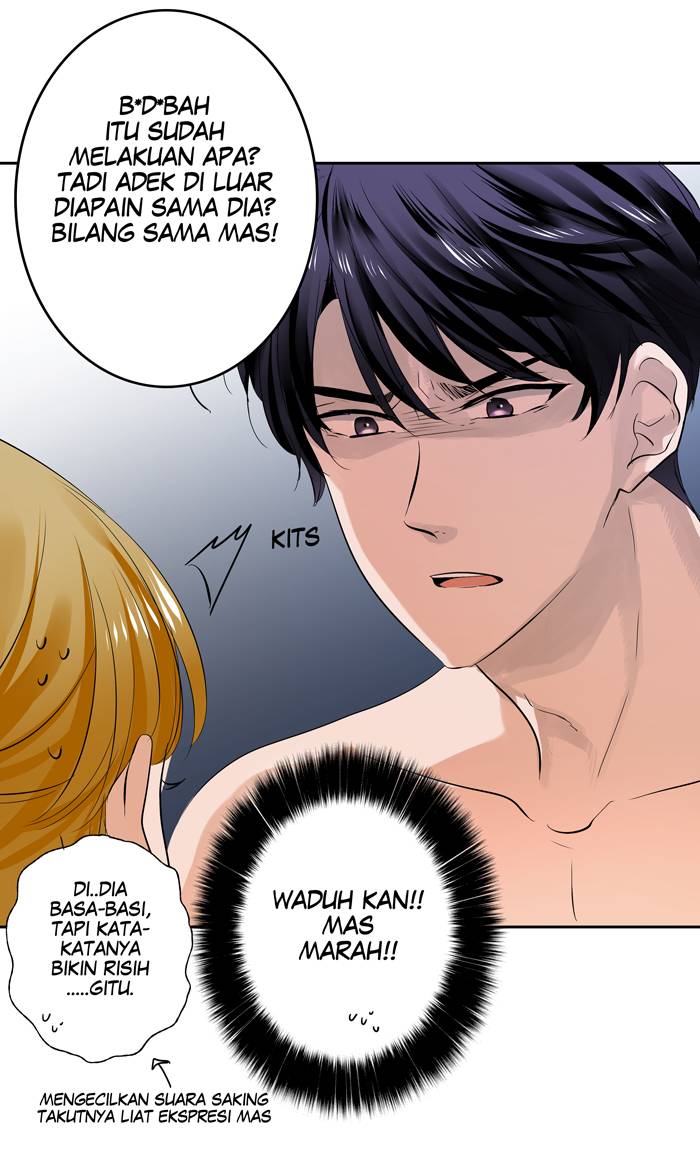 B*D*BAH
ITU SUDAH
MELAKUAN APA?
TADI ADEK DI LUAR
DIAPAIN SAMA DIA?
BILANG SAMA MAS!
KITS
DI..DIA
BASA-BASI,
TAPI KATA-
KATANYA
BIKIN RISIH
.....GITU.
WADUH KAN!!
MAS
MARAH!!
MENGECILKAN SUARA SAKING
TAKUTNYA LIAT EKSPRESI MAS